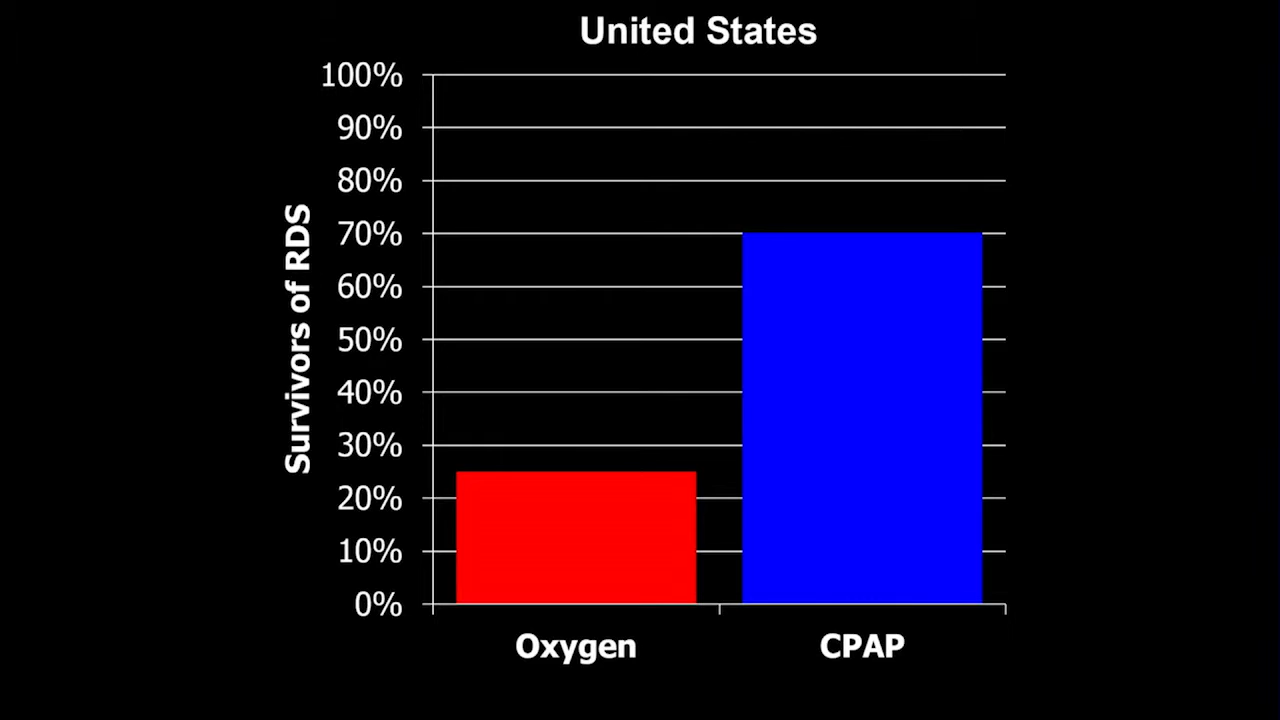 United States
100%
90%
80%
70%
60%
50%
40%
30%
20%
10%
0%
Survivors of RDS
Oxygen
CPAP